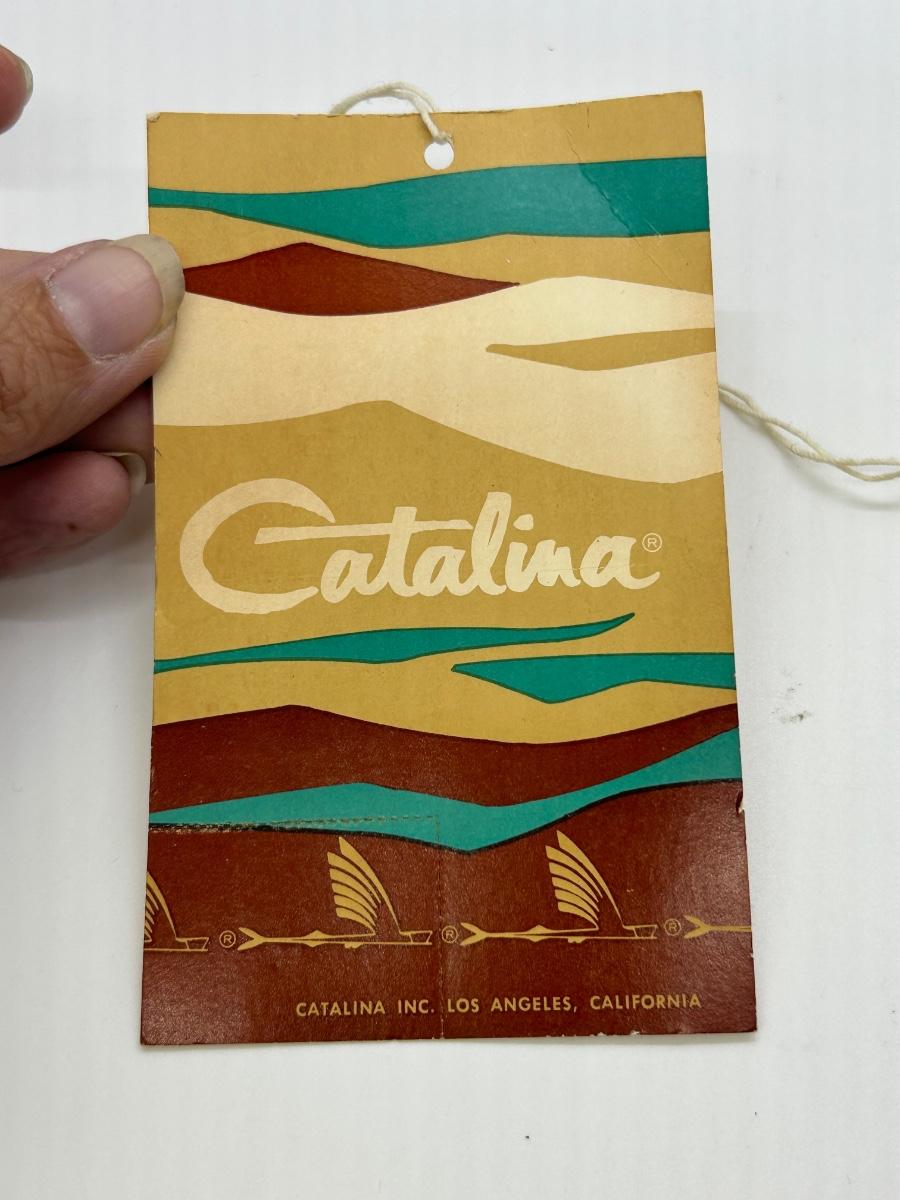 Catalina®
® ® ®
CATALINA INC. LOS ANGELES, CALIFORNIA